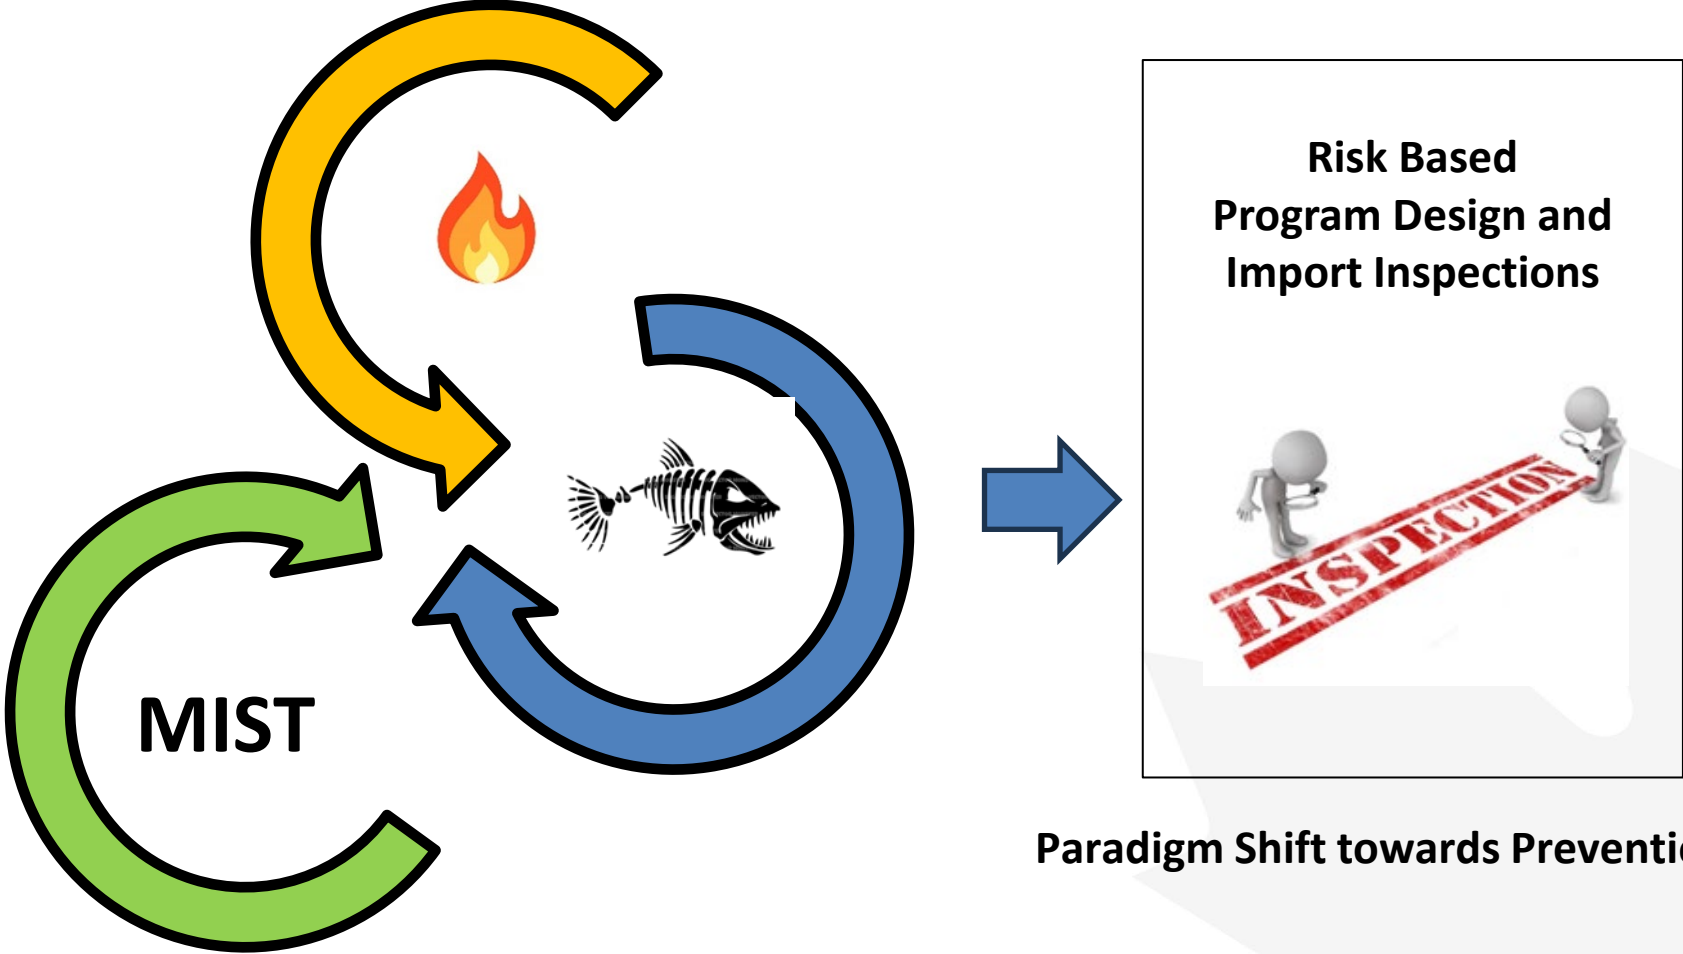 Risk Based
Program Design and
Import Inspections
INSPECTION
MIST
Paradigm Shift towards Preventi